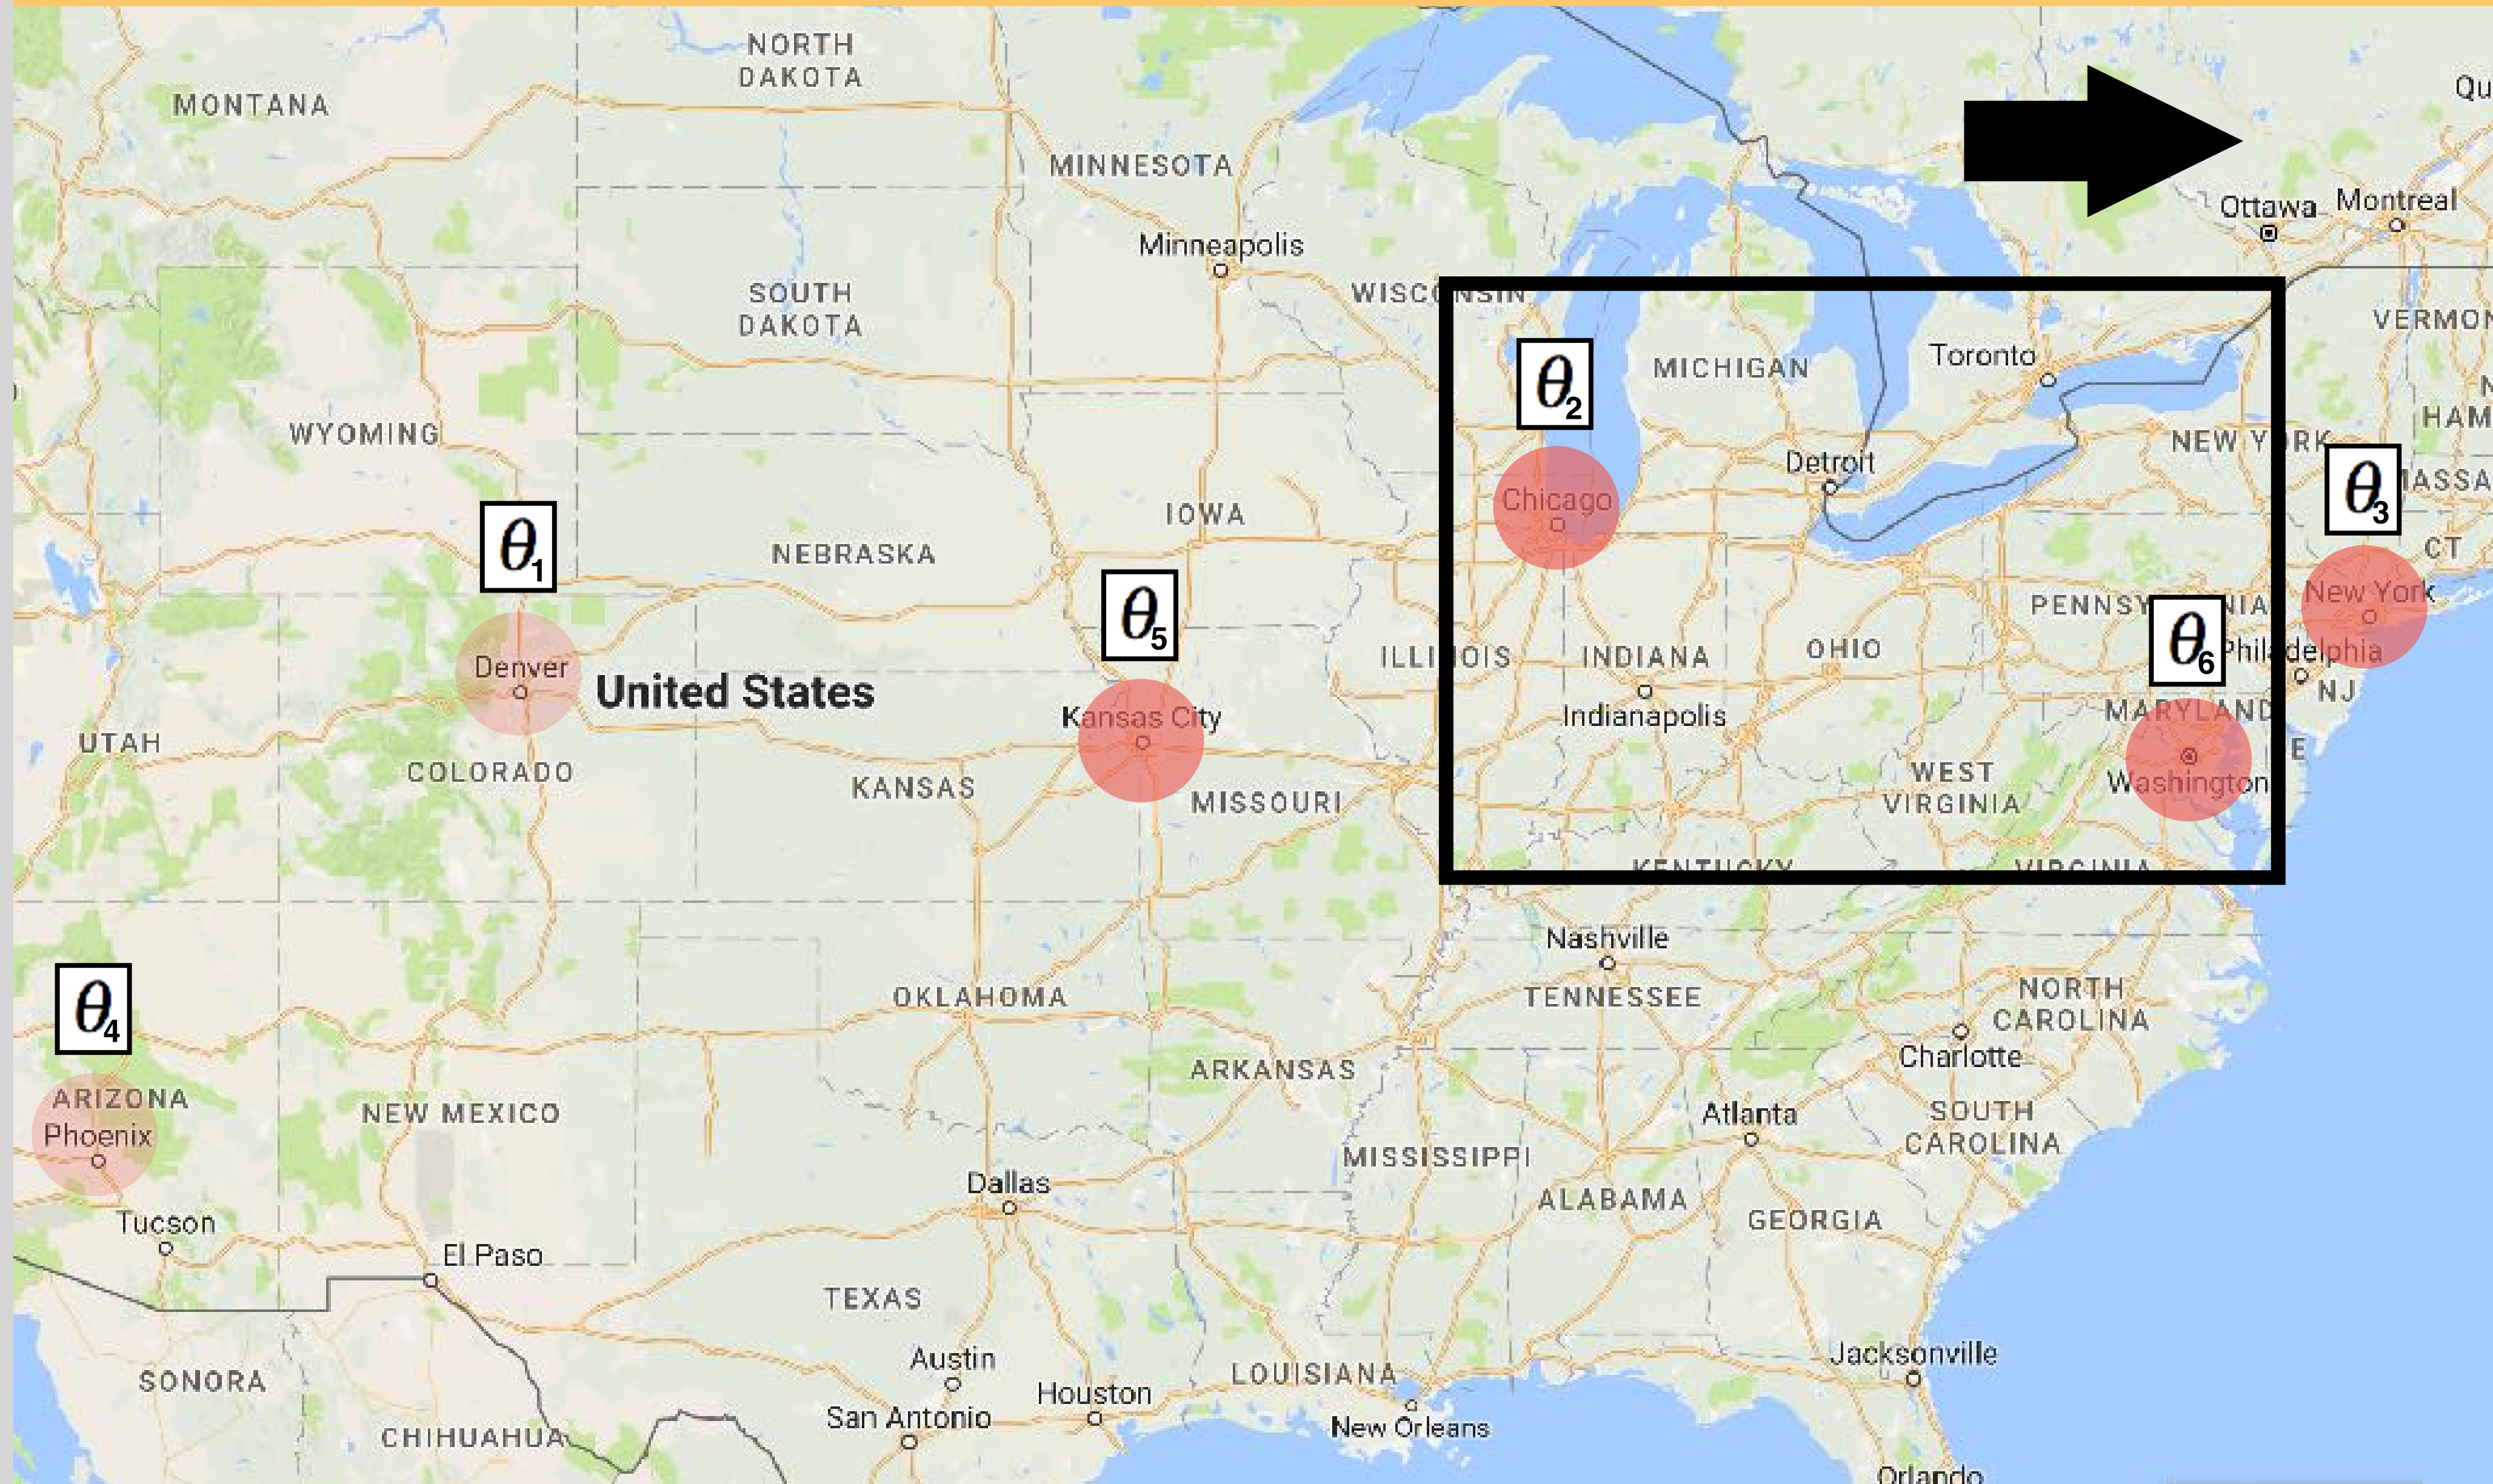 NORTH
DAKOTA
MONTANA
Qu
MINNESOTA
Ottawa
Montreal
Minneapolis
SOUTH
DAKOTA
WISCONSIN
VERMON
θ2
MICHIGAN
Toronto
N
HAM
WYOMING
NEW YORK
Detroit
θ3
MASSA
Chicago
IOWA
θ1
NEBRASKA
CT
New York
θ5
PENNSY
NIA
θ6
Philadelphia
ILLINOIS
INDIANA
OHIO
Denver
United States
NJ
Indianapolis
MARYLAND
Kansas City
UTAH
E
COLORADO
KANSAS
WEST
VIRGINIA
Washington
MISSOURI
KENTUCKY
VIRGINIA
Nashville
θ4
OKLAHOMA
TENNESSEE
NORTH
CAROLINA
Charlotte
ARKANSAS
ARIZONA
Phoenix
NEW MEXICO
Atlanta
SOUTH
CAROLINA
MISSISSIPPI
Dallas
ALABAMA
GEORGIA
Tucson
El Paso
TEXAS
Austin
Jacksonville
SONORA
Houston
LOUISIANA
San Antonio
New Orleans
CHIHUAHUA
Orlando